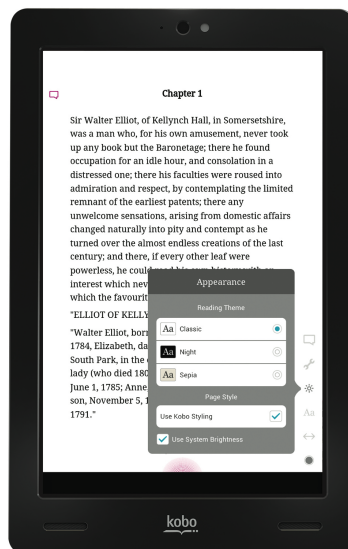 Chapter 1
Sir Walter Elliot, of Kellynch Hall, in Somersetshire,
was a man who, for his own amusement, never took
up any book but the Baronetage; there he found
occupation for an idle hour, and consolation in a
distressed one; there his faculties were roused into
admiration and respect, by contemplating the limited
remnant of the earliest patents; there any
unwelcome sensations, arising from domestic affairs
changed naturally into pity and contempt as he
turned over the almost endless creations of the last
century; and there, if every other leaf were
powerless, he could
interest which nev
which the favourit
"ELLIOT OF KELLY
"Walter Elliot, born
1784, Elizabeth, da
South Park, in the
lady (who died 180
June 1, 1785; Anne
son, November 5, 1
1791."
Appearance
Reading Theme
Aa Classic
Aa Night
Aa Sepia
Page Style
Use Kobo Styling
Use System Brightness
Aa
kobo